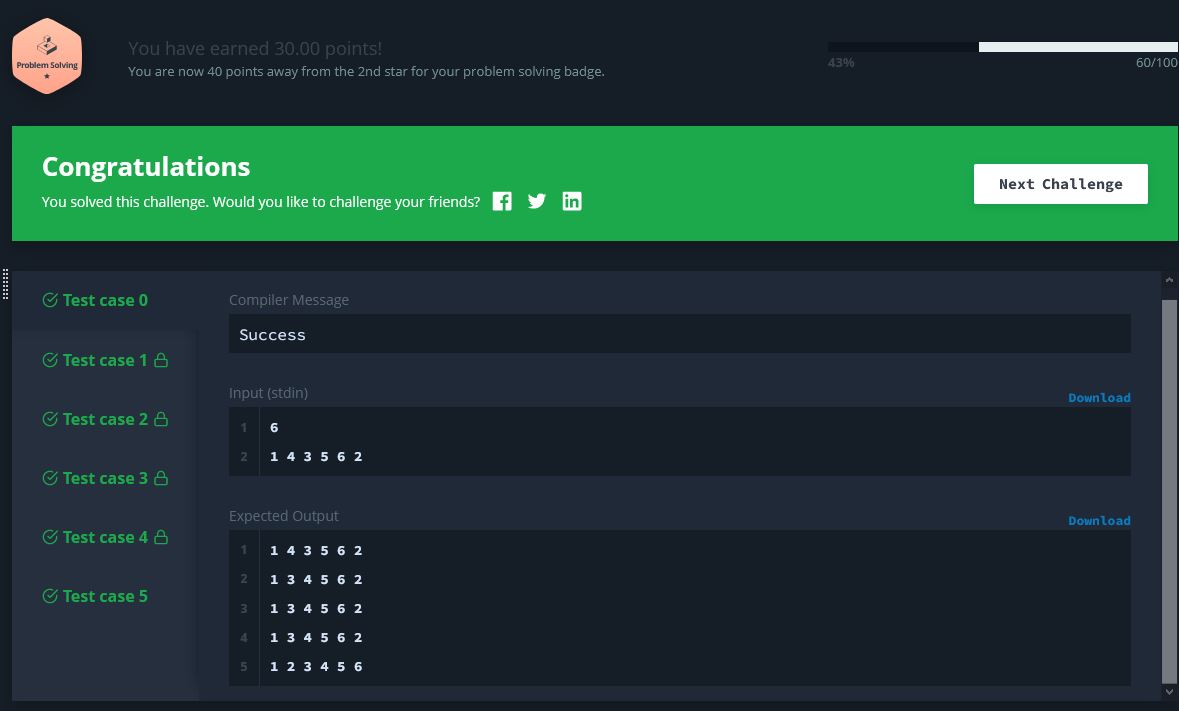 Problem Solving
You have earned 30.00 points!
You are now 40 points away from the 2nd star for your problem solving badge.
43%
60/100
Congratulations
You solved this challenge. Would you like to challenge your friends?
Next Challenge
Test case 0
Test case 1
Test case 2
Test case 3
Test case 4
Test case 5
Compiler Message
Success
Input (stdin)
Download
1 6
2 1 4 3 5 6 2
Expected Output
Download
1 1 4 3 5 6 2
2 1 3 4 5 6 2
3 1 3 4 5 6 2
4 1 3 4 5 6 2
5 1 2 3 4 5 6